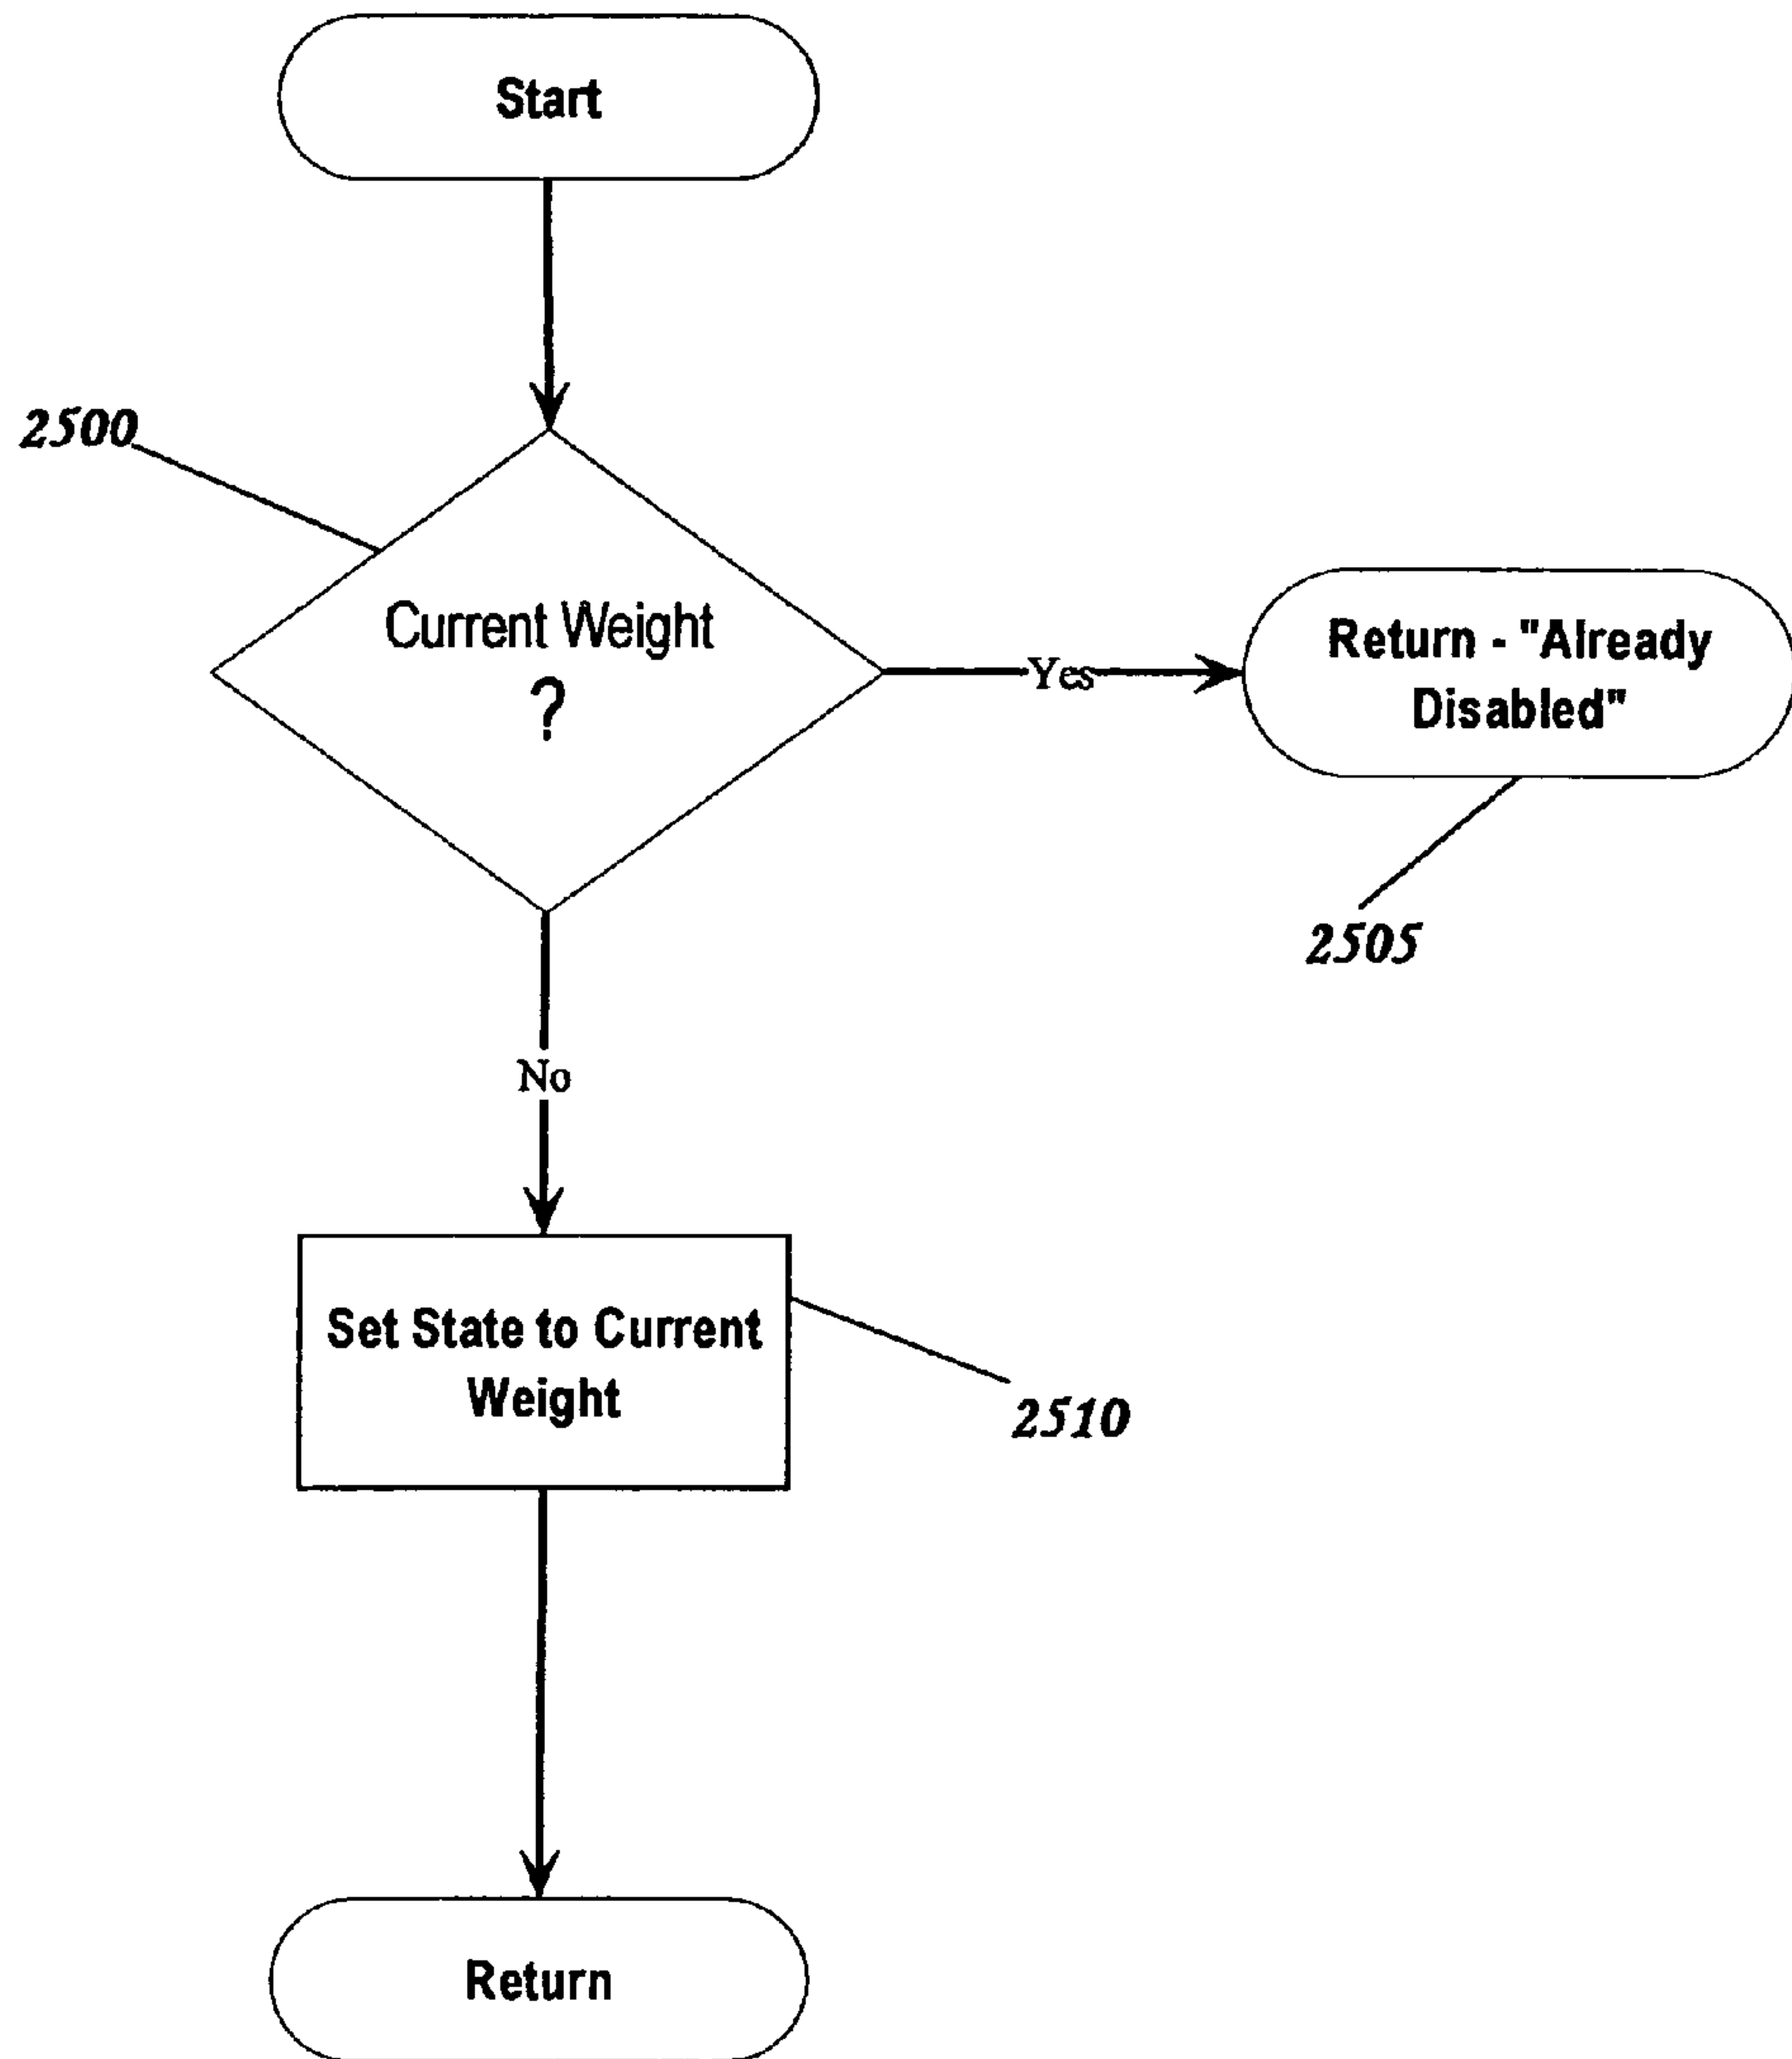 Start
2500
Current Weight
?
Yes
Return - "Already
Disabled"
2505
No
Set State to Current
Weight
2510
Return